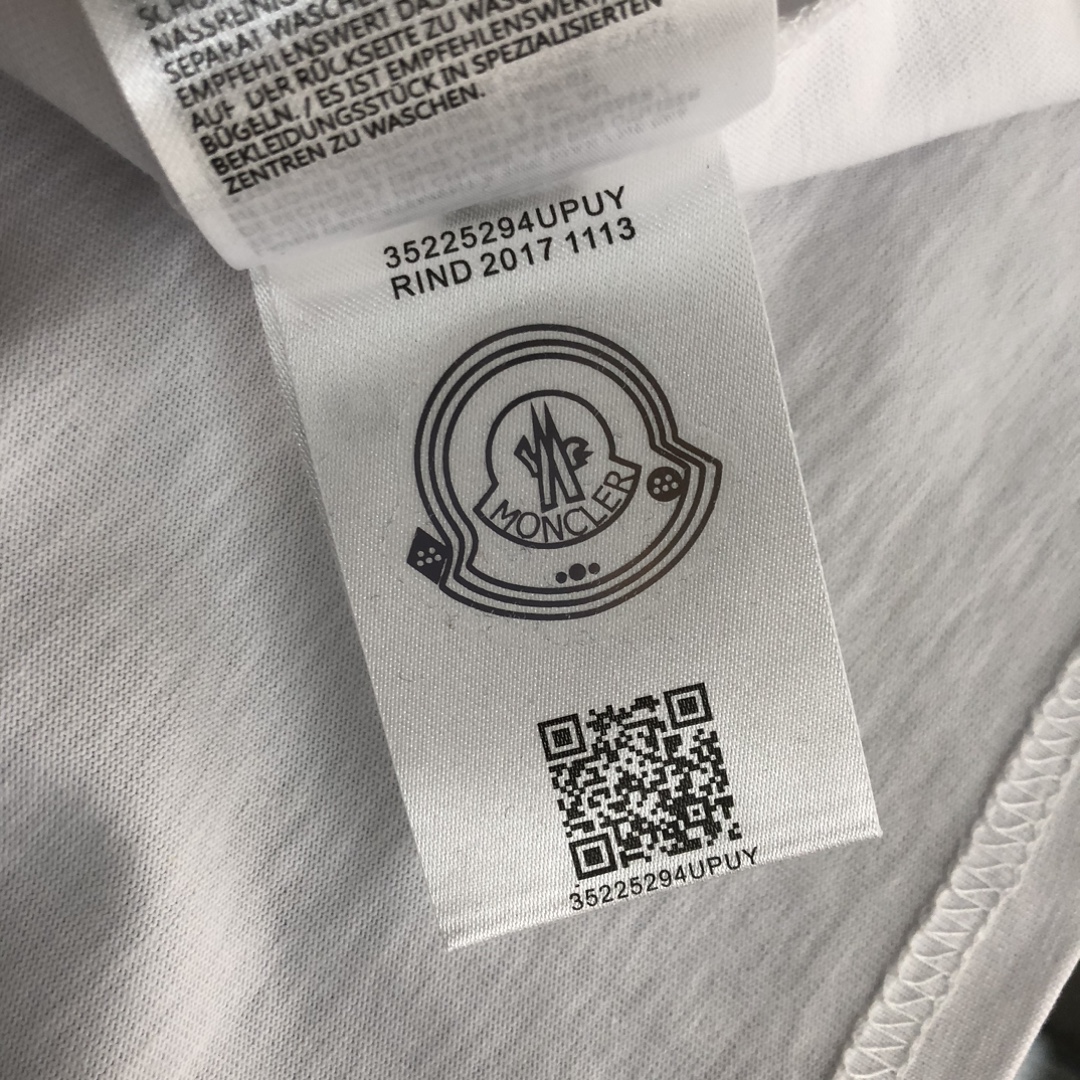 NASSREINIGUNG
SEPARAT WASCHEN
EMPFEHLENSWERT DAS
AUF DER RÜCKSEITE ZU WASCHEN
BÜGELN. / ES IST EMPFEHLENSWERT,
BEKLEIDUNGSSTÜCK IN SPEZIALISIERTEN
ZENTREN ZU WASCHEN.
35225294UPUY
RIND 2017 1113
MONCLER
35225294UPUY